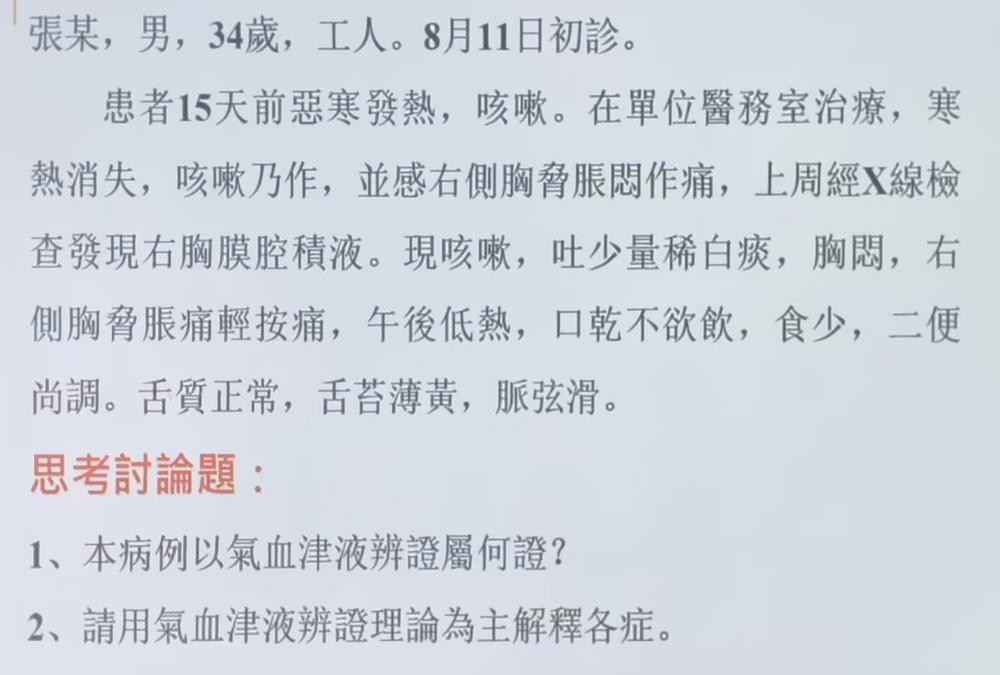 張某，男，34歲，工人。8月11日初診。
患者15天前惡寒發熱，咳嗽。在單位醫務室治療，寒
熱消失，咳嗽乃作，並感右側胸脅脹悶作痛，上周經X線檢
查發現右胸膜腔積液。現咳嗽，吐少量稀白痰，胸悶，右
側胸脅脹痛輕按痛，午後低熱，口乾不欲飲，食少，二便
尚調。舌質正常，舌苔薄黃，脈弦滑。
思考討論題：
1、本病例以氣血津液辨證屬何證？
2、請用氣血津液辨證理論為主解釋各症。